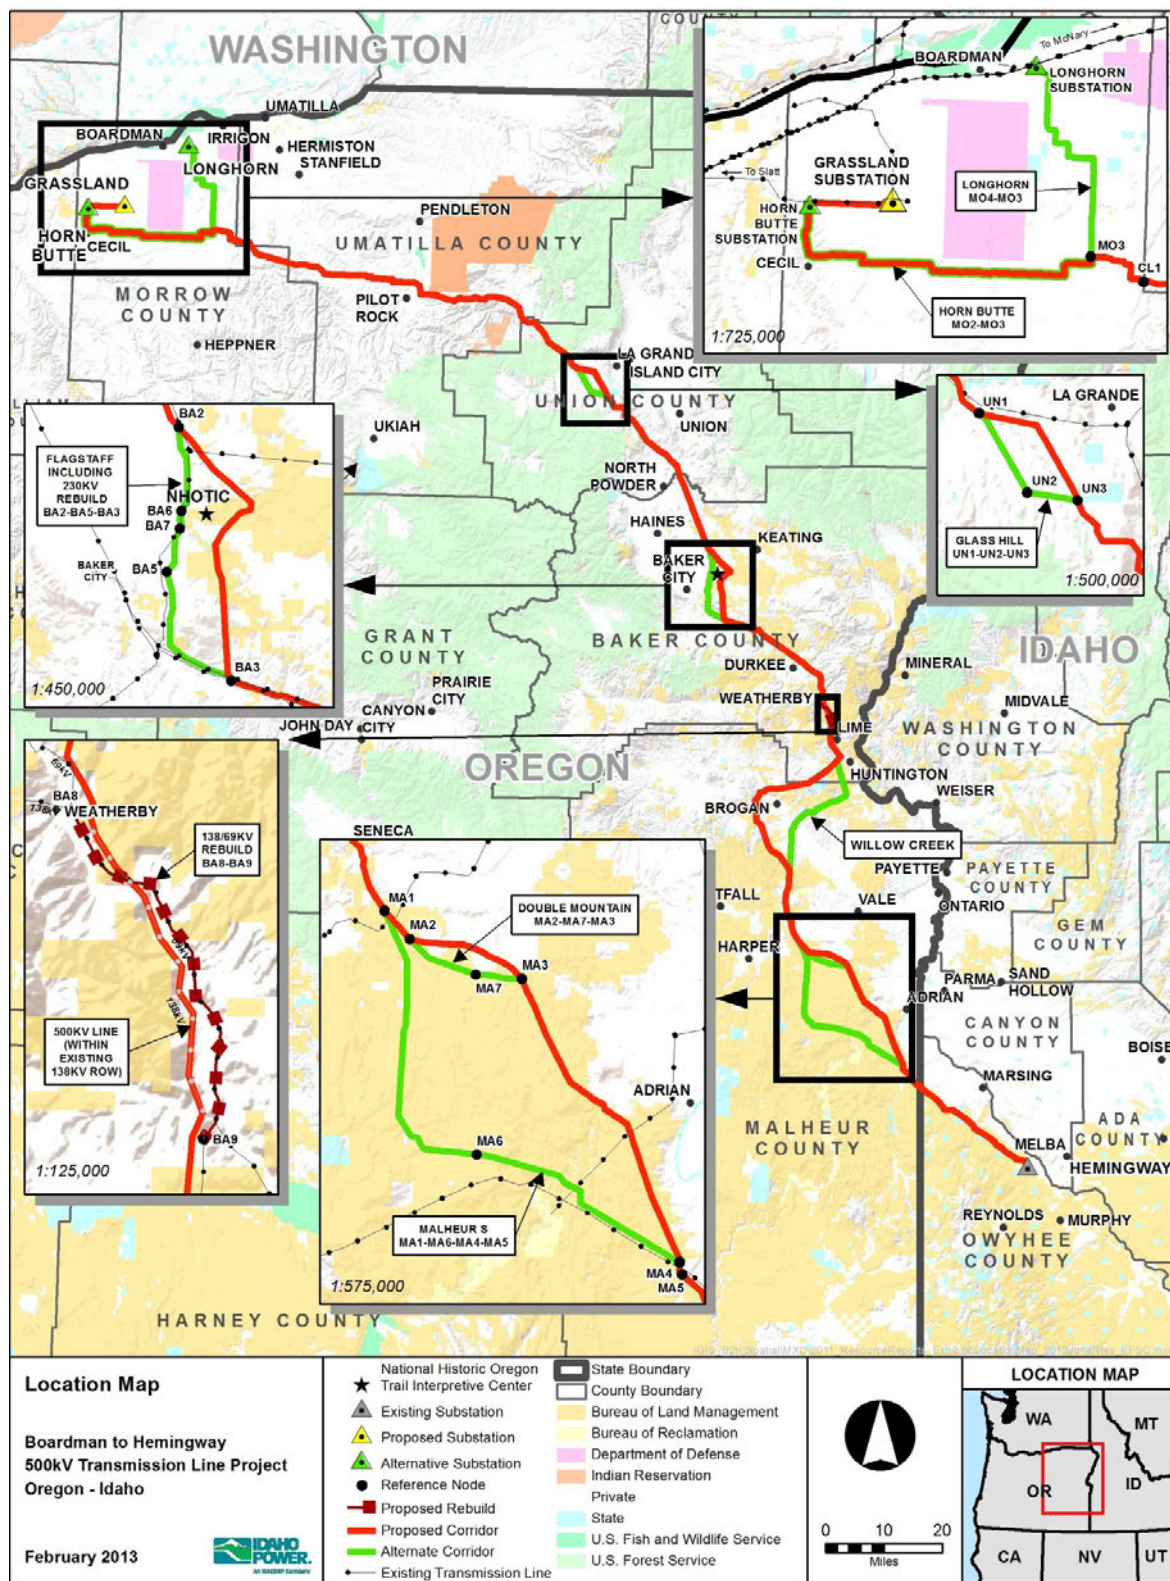 WASHINGTON
COUNTY
UMATILLA
BOARDMAN
IRRIGON
HERMISTON
STANFIELD
LONGHORN
GRASSLAND
HORN
BUTTE
CECIL
PENDLETON
UMATILLA COUNTY
MORROW
COUNTY
PILOT
ROCK
HEPPNER
LA GRAND
ISLAND CITY
UNION COUNTY
UNION
UKIAH
NORTH
POWDER
HAINES
KEATING
BAKER
CITY
BAKER COUNTY
GRANT
COUNTY
DURKEE
PRAIRIE
CITY
WEATHERBY
CANYON
CITY
JOHN DAY
LIME
IDAHO
MINERAL
MIDVALE
WASHINGTON
COUNTY
OREGON
HUNTINGTON
WEISER
BROGAN
WILLOW CREEK
SENECA
PAYETTE
PAYETTE
COUNTY
TFALL
VALE
ONTARIO
GEM
COUNTY
HARPER
PARMA
SAND
HOLLOW
ADRIAN
CANYON
COUNTY
BOISE
MARSING
MALHEUR
COUNTY
ADA
COUNTY
MELBA
HEMINGWAY
REYNOLDS
MURPHY
OWYHEE
COUNTY
HARNEY COUNTY
To McNary
BOARDMAN
LONGHORN
SUBSTATION
GRASSLAND
SUBSTATION
To Slatt
LONGHORN
MO4-MO3
HORN
BUTTE
SUBSTATION
CECIL
MO3
CL1
HORN BUTTE
MO2-MO3
1:725,000
UN1
LA GRANDE
UN2
UN3
GLASS HILL
UN1-UN2-UN3
1:500,000
BA2
FLAGSTAFF
INCLUDING
230KV
REBUILD
BA2-BA5-BA3
NHOTIC
BA6
BA7
BA5
BAKER
CITY
BA3
1:450,000
69kV
BA8
138k
WEATHERBY
138/69KV
REBUILD
BA8-BA9
69kV
138kV
500KV LINE
(WITHIN
EXISTING
138KV ROW)
BA9
1:125,000
MA1
MA2
DOUBLE MOUNTAIN
MA2-MA7-MA3
MA3
MA7
ADRIAN
MA6
MALHEUR S
MA1-MA6-MA4-MA5
MA4
MA5
1:575,000
Location Map
Boardman to Hemingway
500kV Transmission Line Project
Oregon - Idaho
February 2013
IDAHO
POWER.
An IDACORP Company
National Historic Oregon
Trail Interpretive Center
Existing Substation
Proposed Substation
Alternative Substation
Reference Node
Proposed Rebuild
Proposed Corridor
Alternate Corridor
Existing Transmission Line
State Boundary
County Boundary
Bureau of Land Management
Bureau of Reclamation
Department of Defense
Indian Reservation
Private
State
U.S. Fish and Wildlife Service
U.S. Forest Service
0 10 20
Miles
LOCATION MAP
WA
MT
OR
ID
CA
NV
UT